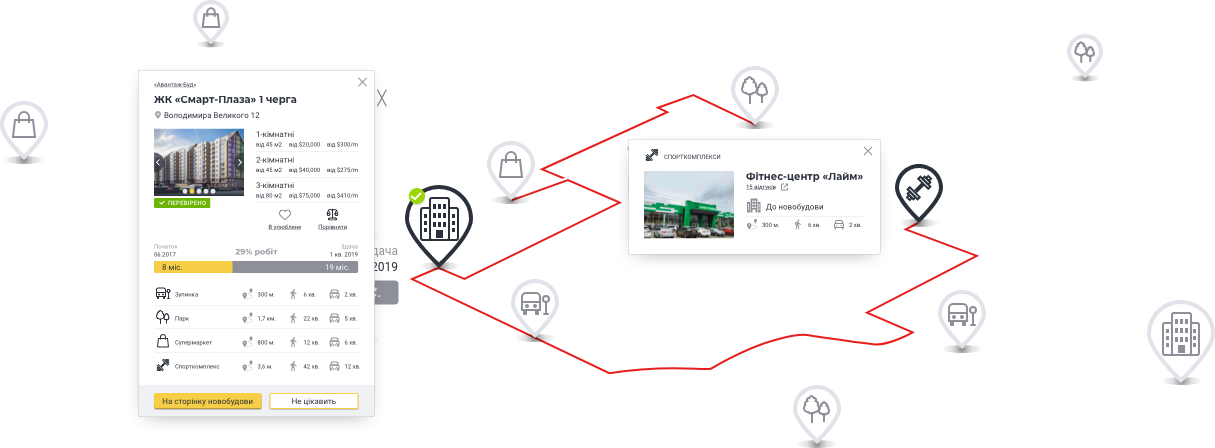 «Авантаж-Буд»
ЖК «Смарт-Плаза» 1 черга
Володимира Великого 12
1-кімнатні
від 45 м2 від $20,000 від $300/m
2-кімнатні
від 45 м2 від $40,000 від $275/m
3-кімнатні
від 80 м2 від $75,000 від $410/m
ПЕРЕВІРЕНО
В улюблене Порівняти
Початок
06.2017
29% робіт
Здача
1 кв. 2019
8 міс. 19 міс.
Зупинка 300 м. 6 хв. 2 хв.
Парк 1,7 км. 22 хв. 5 хв.
Супермаркет 800 м. 12 хв. 6 хв.
Спорткомплекс 3,6 м. 42 хв. 12 хв.
На сторінку новобудови Не цікавить
дача
2019
СПОРТКОМПЛЕКСИ
Фітнес-центр «Лайм»
15 відгуків
До новобудови
300 м. 6 хв. 2 хв.